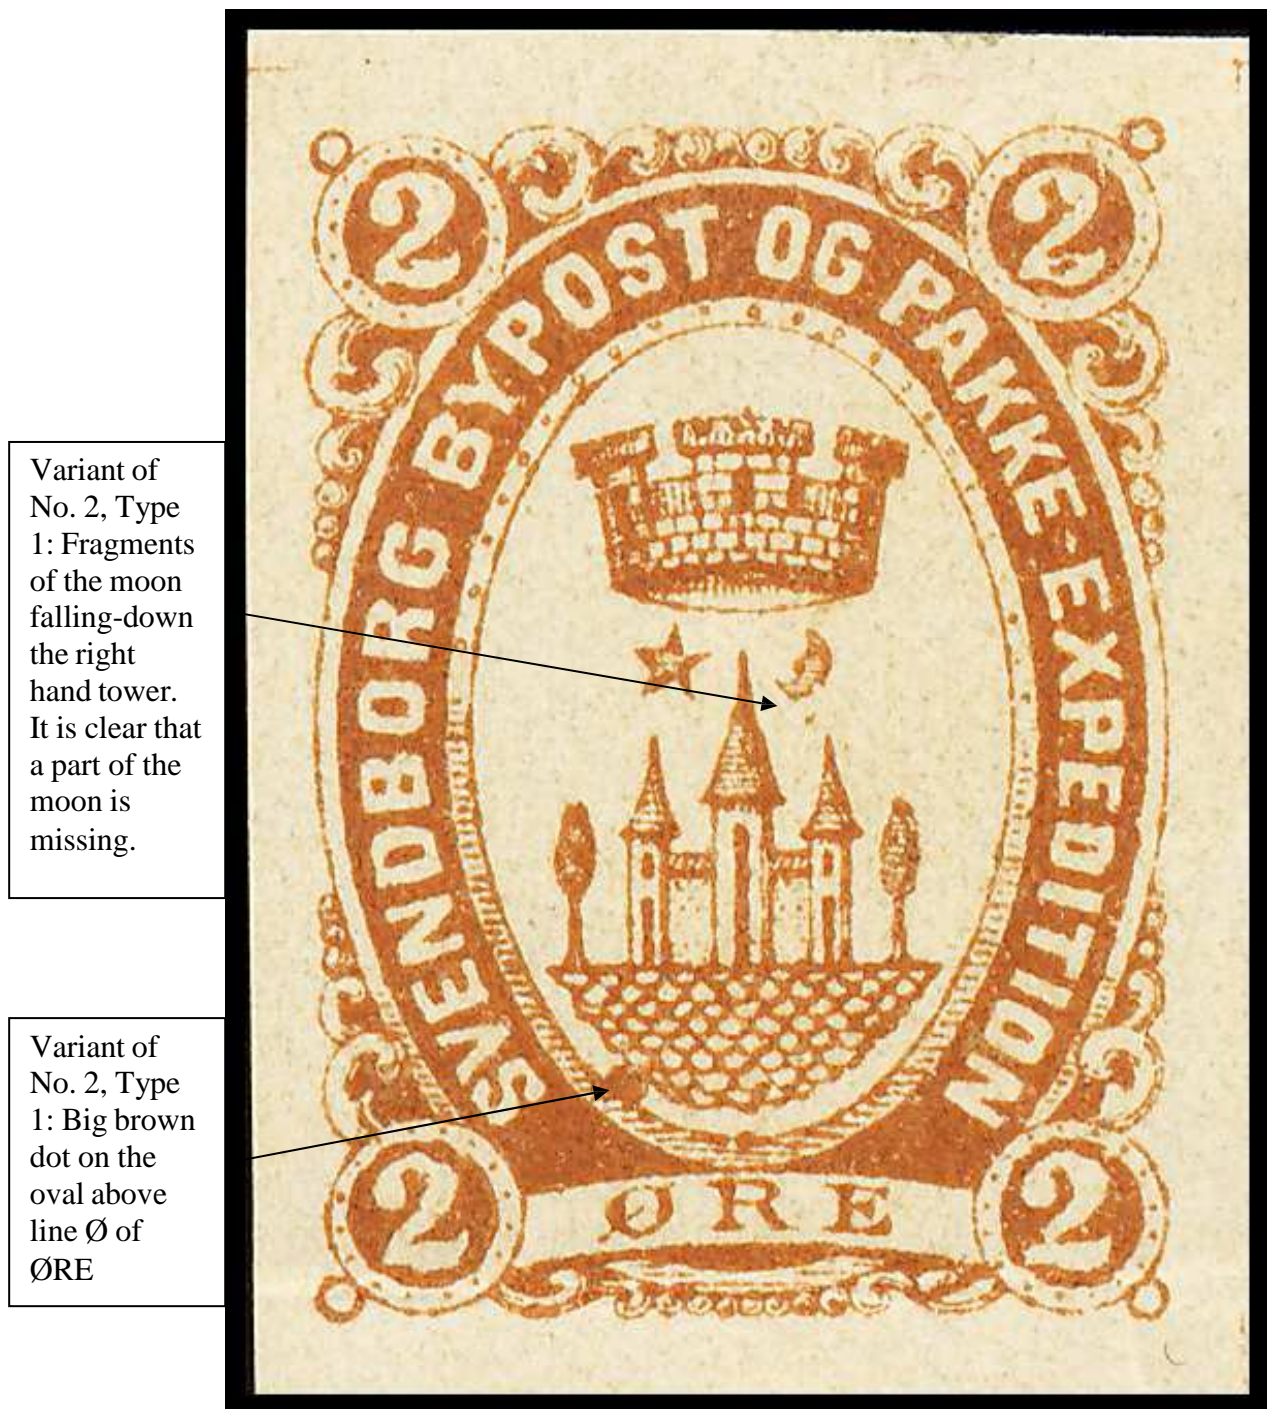 2
2
SVENDBORG BYPOST OG PAKKE-EXPEDITION
Variant of
No. 2, Type
1: Fragments
of the moon
falling-down
the right
hand tower.
It is clear that
a part of the
moon is
missing.
Variant of
No. 2, Type
1: Big brown
dot on the
oval above
line Ø of
ØRE
2
ØRE
2